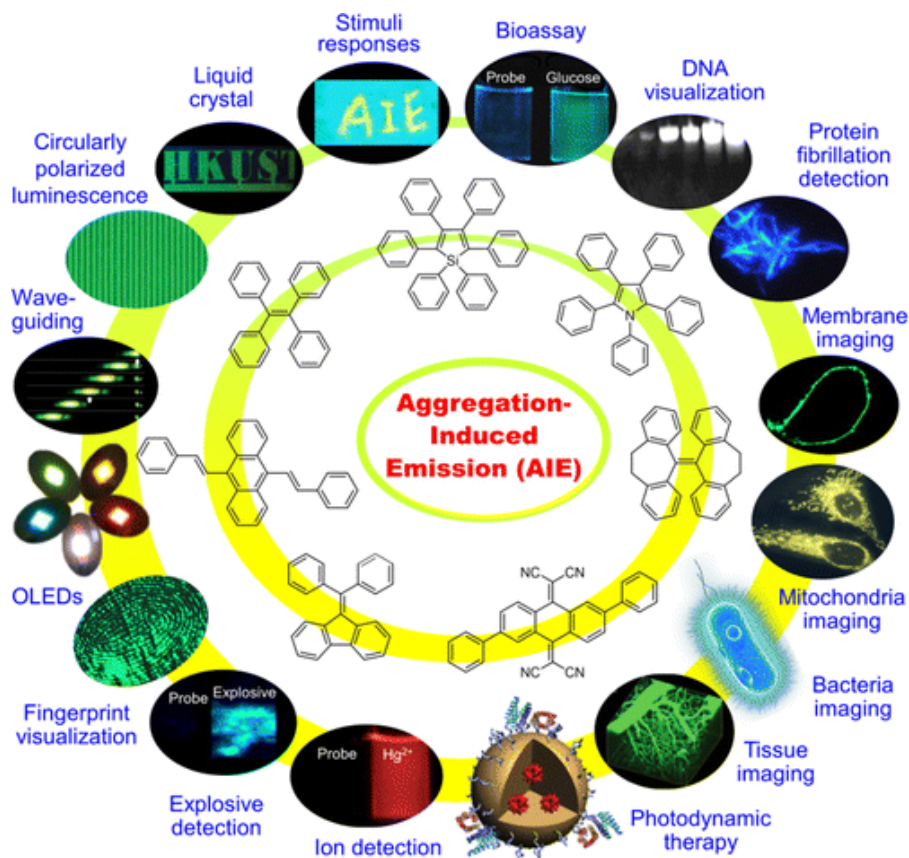 Stimuli
responses
AIE
Bioassay
Probe
Glucose
DNA
visualization
Protein
fibrillation
detection
Membrane
imaging
Mitochondria
imaging
Bacteria
imaging
Tissue
imaging
Photodynamic
therapy
Ion detection
Probe
Hg²⁺
Explosive
detection
Probe
Explosive
Fingerprint
visualization
OLEDs
Wave-
guiding
Circularly
polarized
luminescence
Liquid
crystal
HKUST
Si
N
NC
CN
NC
CN
Aggregation-
Induced
Emission (AIE)